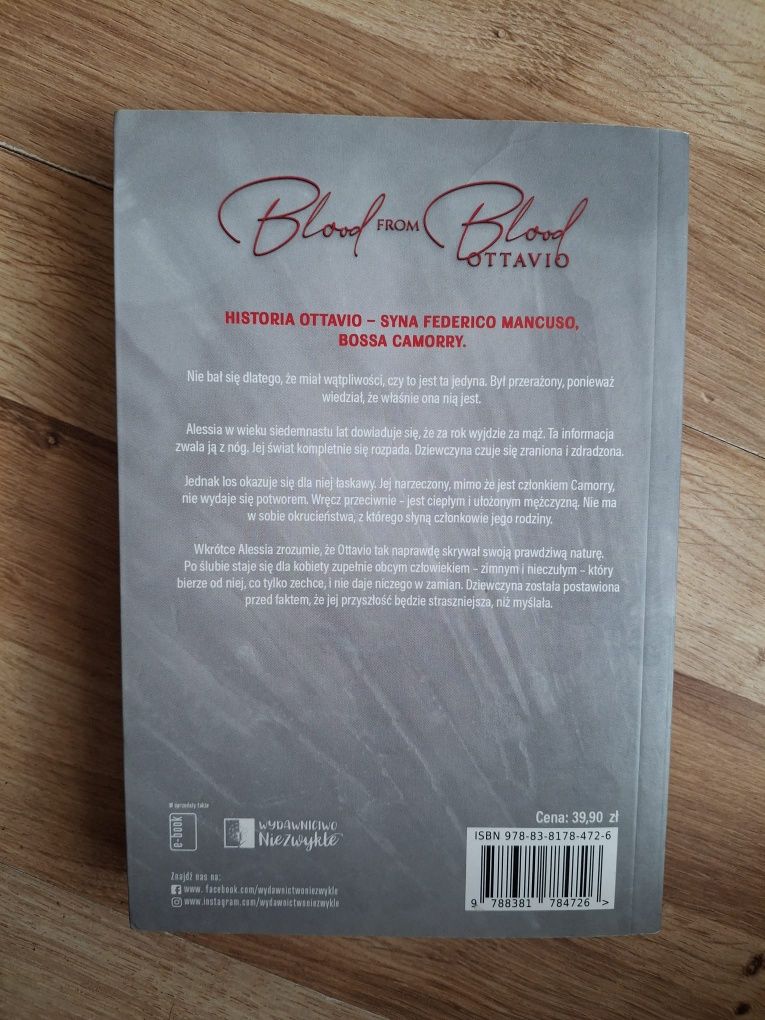 Blood FROM Blood
OTTAVIO
HISTORIA OTTAVIO – SYNA FEDERICO MANCUSO,
BOSSA CAMORRY.
Nie bał się dlatego, że miał wątpliwości, czy to jest ta jedyna. Był przerażony, ponieważ
wiedział, że właśnie ona nią jest.
Alessia w wieku siedemnastu lat dowiaduje się, że za rok wyjdzie za mąż. Ta informacja
zwala ją z nóg. Jej świat kompletnie się rozpada. Dziewczyna czuje się zraniona i zdradzona.
Jednak los okazuje się dla niej łaskawy. Jej narzeczony, mimo że jest członkiem Camorry,
nie wydaje się potworem. Wręcz przeciwnie – jest ciepłym i ułożonym mężczyzną. Nie ma
w sobie okrucieństwa, z którego słyną członkowie jego rodziny.
Wkrótce Alessia zrozumie, że Ottavio tak naprawdę skrywał swoją prawdziwą naturę.
Po ślubie staje się dla kobiety zupełnie obcym człowiekiem – zimnym i nieczułym – który
bierze od niej, co tylko zechce, i nie daje niczego w zamian. Dziewczyna została postawiona
przed faktem, że jej przyszłość będzie straszniejsza, niż myślała.
W sprzedaży także
e-book
WYDAWNICTWO
NieZwykłe
Znajdź nas na:
www.facebook.com/wydawnictwoniezwykle
www.instagram.com/wydawnictwoniezwykle
Cena: 39,90 zł
ISBN 978-83-8178-472-6
9 788381 784726 >